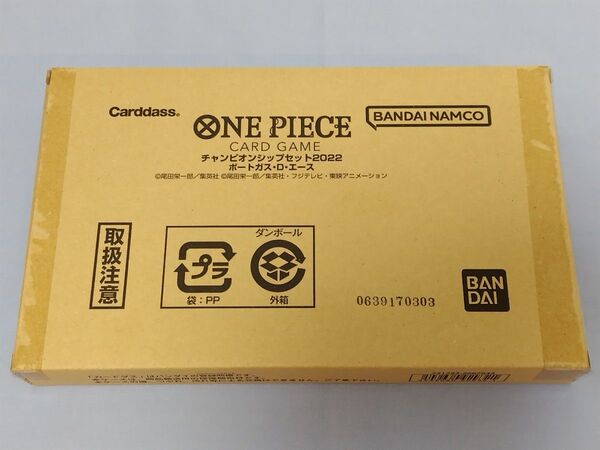 Carddass®
ONE PIECE
CARD GAME
BANDAI NAMCO
チャンピオンシップセット2022
ポートガス・D・エース
©尾田栄一郎/集英社 ©尾田栄一郎/集英社・フジテレビ・東映アニメーション
取扱注意
プラ
袋:PP
ダンボール
外箱
0639170303
BAN
DAI